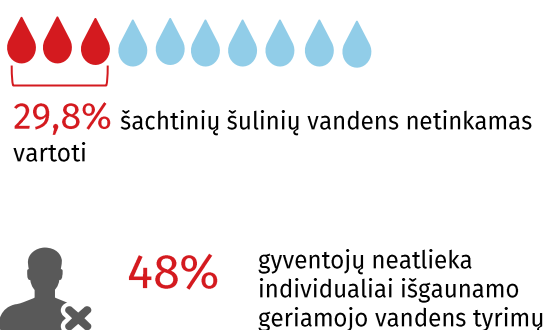 29,8% šachtinių šulinių vandens netinkamas
vartoti
48%
gyventojų neatlieka
individualiai išgaunamo
geriamojo vandens tyrimų